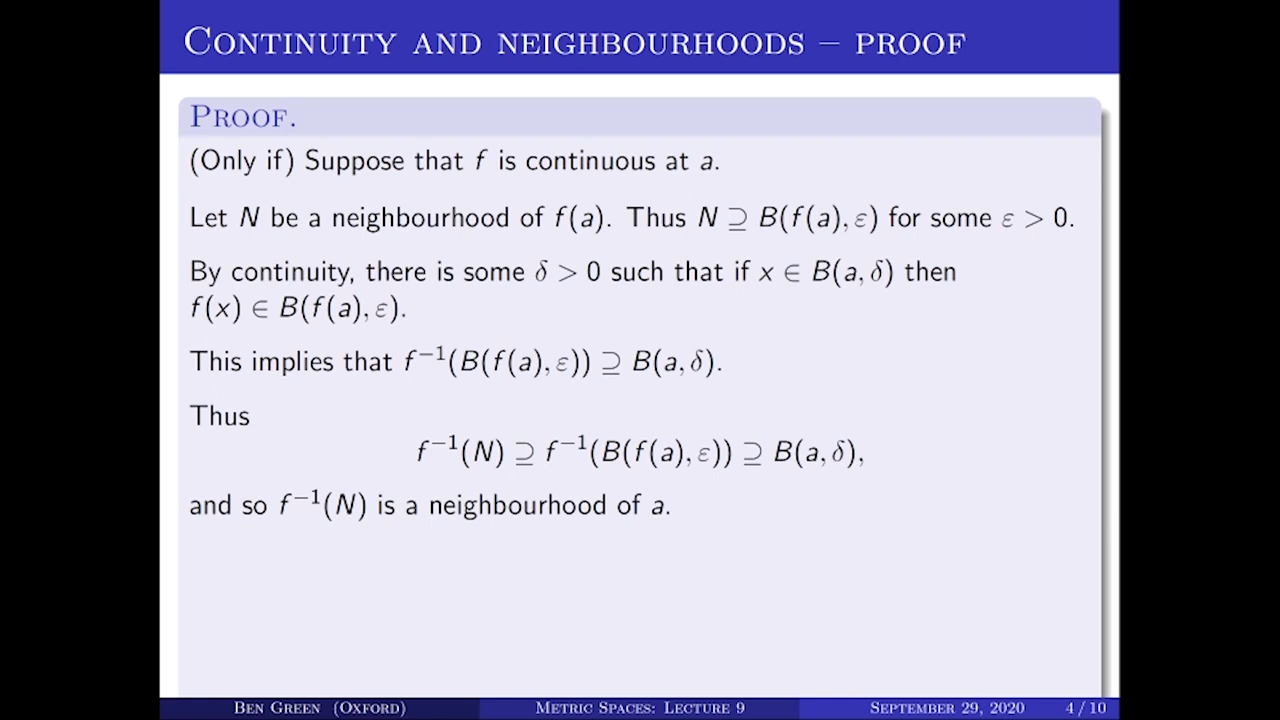 Continuity and neighbourhoods – proof
Proof.
(Only if) Suppose that f is continuous at a.
Let N be a neighbourhood of f(a). Thus N ⊇ B(f(a), ε) for some ε > 0.
By continuity, there is some δ > 0 such that if x ∈ B(a, δ) then
f(x) ∈ B(f(a), ε).
This implies that f⁻¹(B(f(a), ε)) ⊇ B(a, δ).
Thus
f⁻¹(N) ⊇ f⁻¹(B(f(a), ε)) ⊇ B(a, δ),
and so f⁻¹(N) is a neighbourhood of a.
Ben Green (Oxford) Metric Spaces: Lecture 9 September 29, 2020 4 / 10